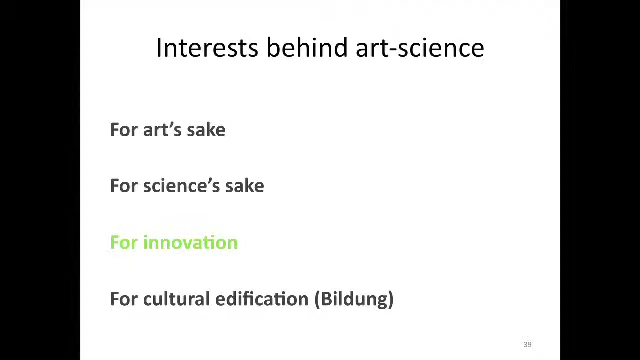 Interests behind art-science
For art’s sake
For science’s sake
For innovation
For cultural edification (Bildung)
39